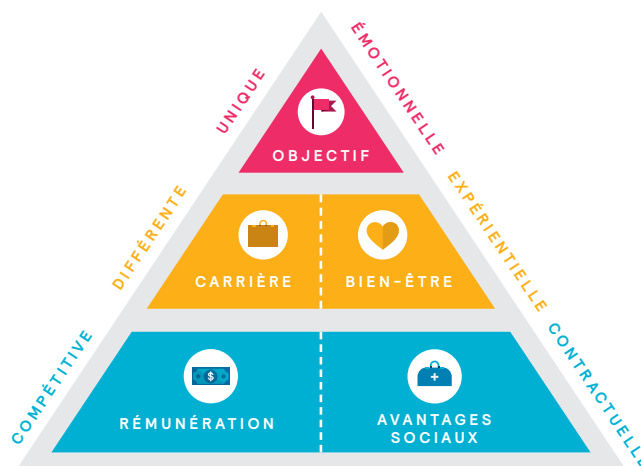 UNIQUE
ÉMOTIONNELLE
OBJECTIF
DIFFÉRENTE
EXPÉRIENTIELLE
CARRIÈRE
BIEN-ÊTRE
COMPÉTITIVE
CONTRACTUELLE
$
RÉMUNÉRATION
AVANTAGES
SOCIAUX